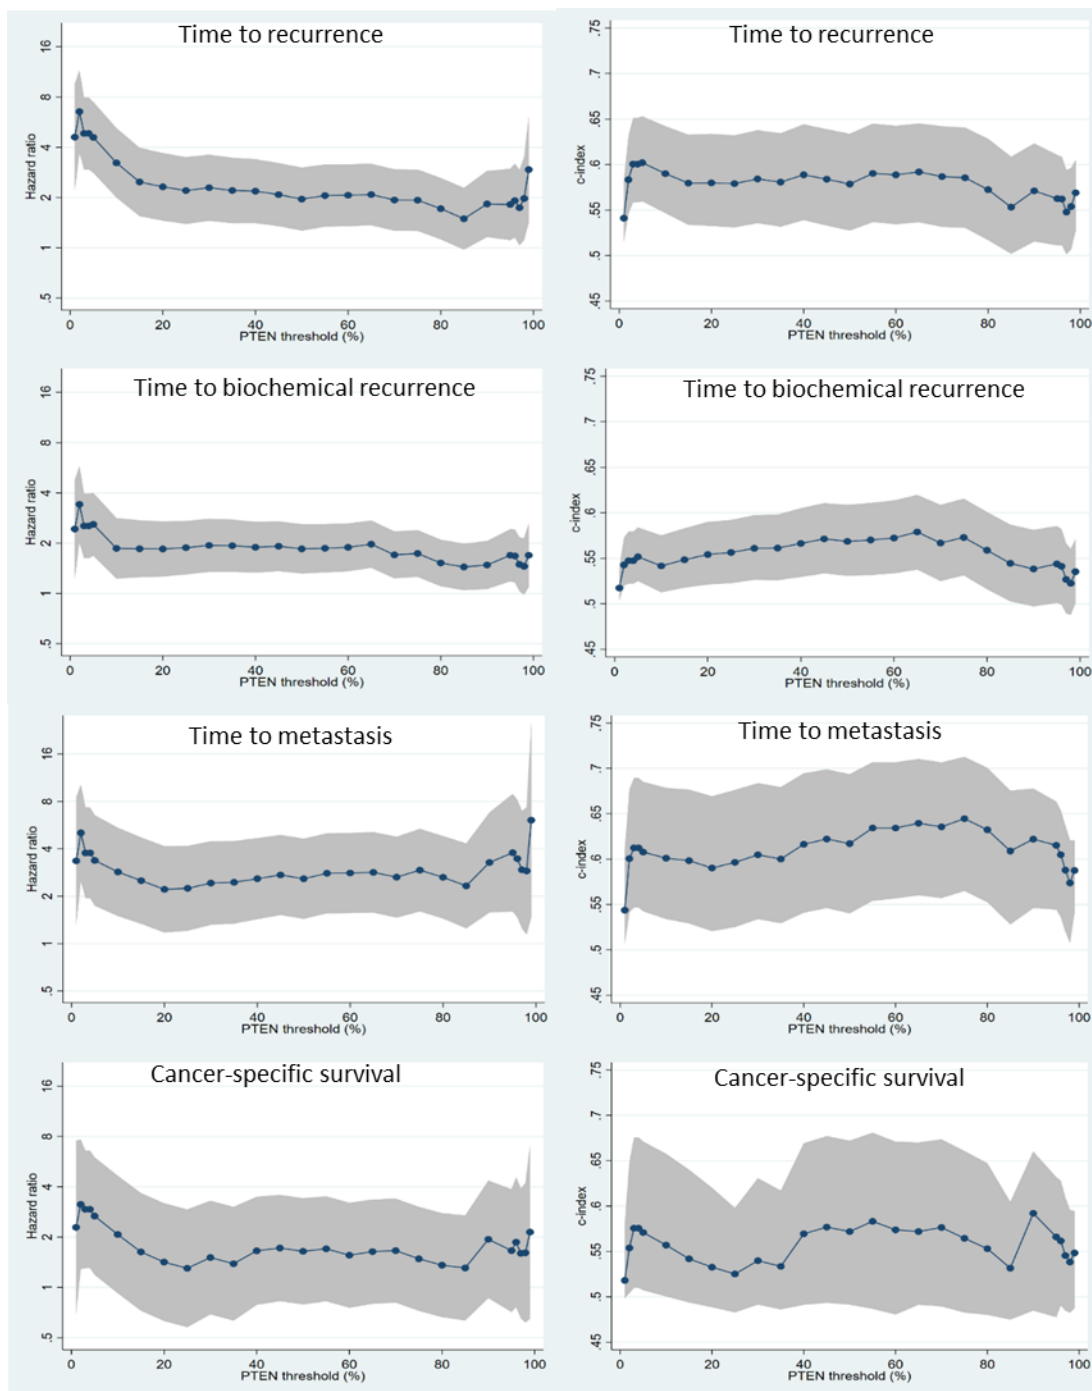 Time to recurrence
Hazard ratio
16
8
4
2
1
.5
0 20 40 60 80 100
PTEN threshold (%)
Time to recurrence
c-index
.75
.7
.65
.6
.55
.5
.45
0 20 40 60 80 100
PTEN threshold (%)
Time to biochemical recurrence
Hazard ratio
16
8
4
2
1
.5
0 20 40 60 80 100
PTEN threshold (%)
Time to biochemical recurrence
c-index
.75
.7
.65
.6
.55
.5
.45
0 20 40 60 80 100
PTEN threshold (%)
Time to metastasis
Hazard ratio
16
8
4
2
1
.5
0 20 40 60 80 100
PTEN threshold (%)
Time to metastasis
c-index
.75
.7
.65
.6
.55
.5
.45
0 20 40 60 80 100
PTEN threshold (%)
Cancer-specific survival
Hazard ratio
16
8
4
2
1
.5
0 20 40 60 80 100
PTEN threshold (%)
Cancer-specific survival
c-index
.75
.7
.65
.6
.55
.5
.45
0 20 40 60 80 100
PTEN threshold (%)